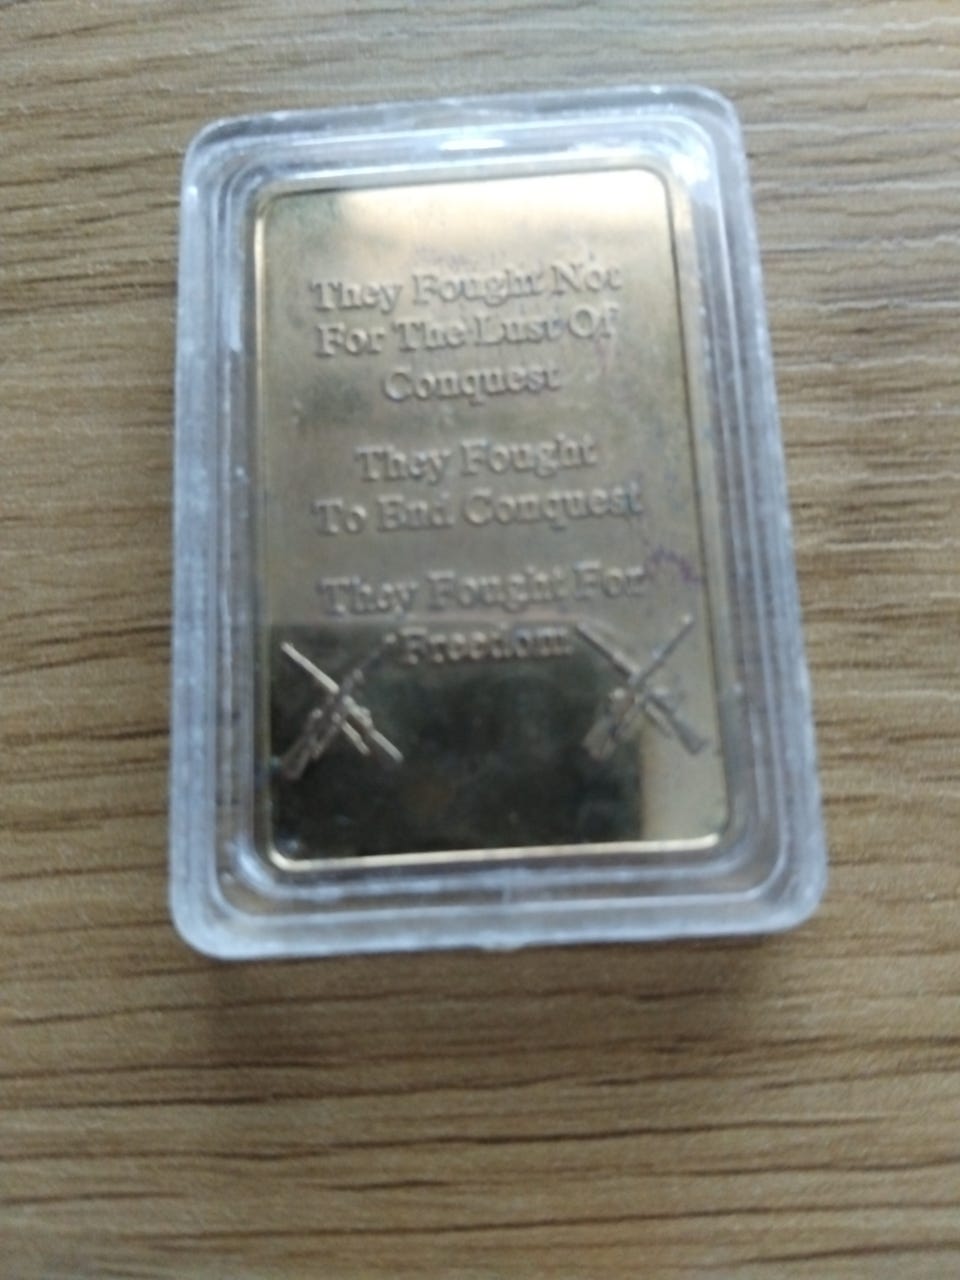 They Fought Not
For The Lust Of
Conquest
They Fought
To End Conquest
They Fought For
Freedom